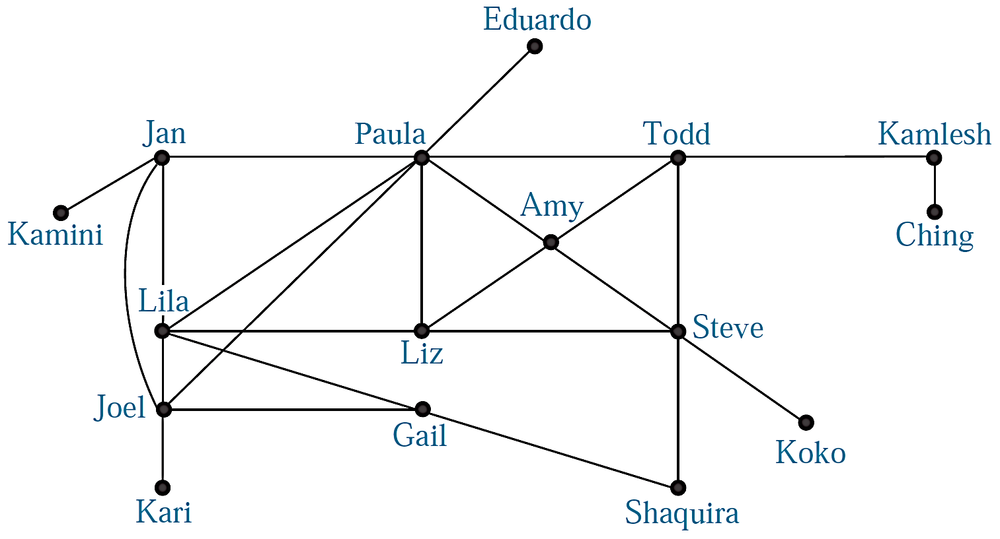 Eduardo
Jan
Paula
Todd
Kamlesh
Amy
Kamini
Ching
Lila
Steve
Liz
Joel
Gail
Koko
Kari
Shaquira